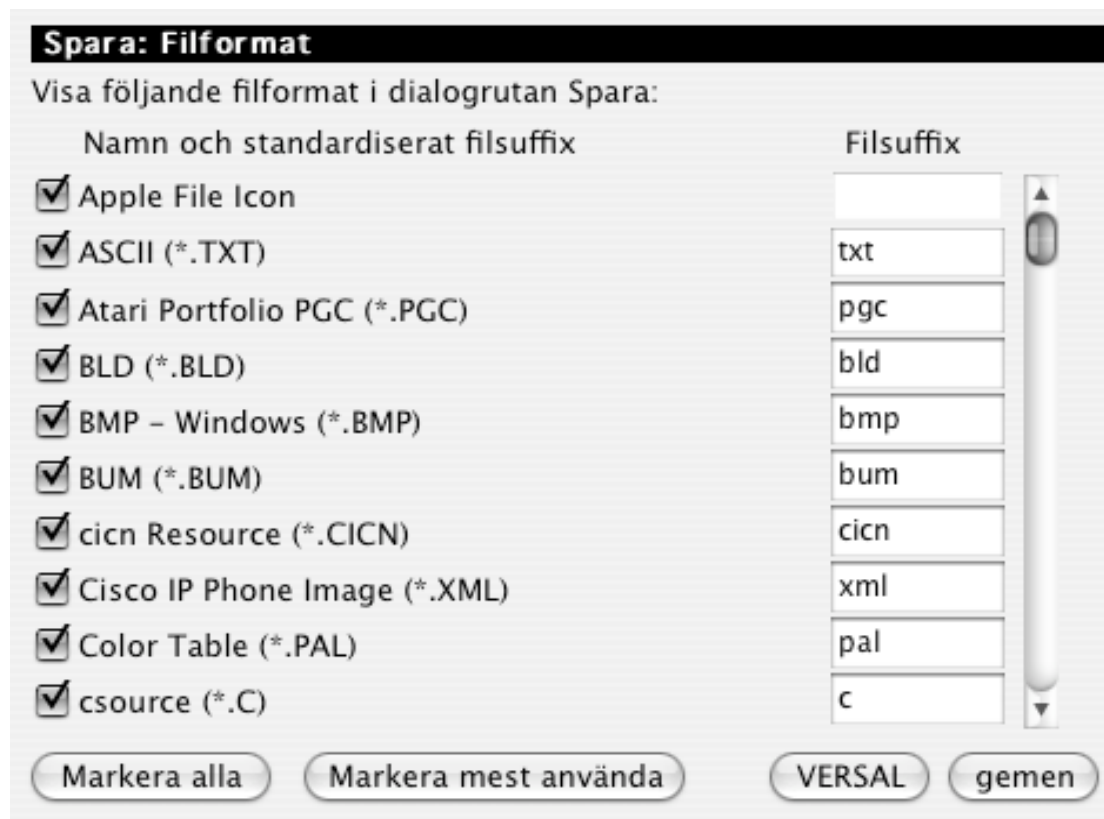 Spara: Filformat
Visa följande filformat i dialogrutan Spara:
Namn och standardiserat filsuffix Filsuffix
Apple File Icon
ASCII (*.TXT) txt
Atari Portfolio PGC (*.PGC) pgc
BLD (*.BLD) bld
BMP – Windows (*.BMP) bmp
BUM (*.BUM) bum
cicn Resource (*.CICN) cicn
Cisco IP Phone Image (*.XML) xml
Color Table (*.PAL) pal
csource (*.C) c
Markera alla Markera mest använda VERSAL gemen